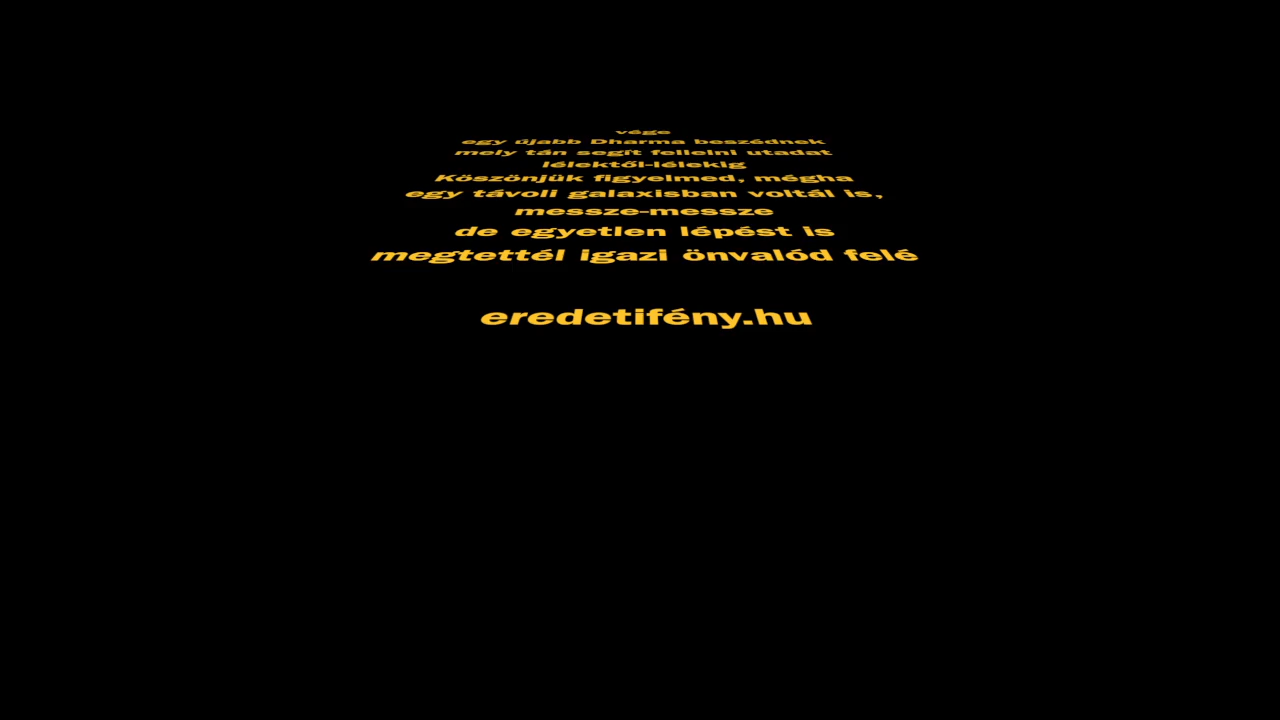 vége
egy újabb Dharma beszédnek
mely tán segít fellelni utadat
lélektől-lélekig
Köszönjük figyelmed, mégha
egy távoli galaxisban voltál is,
messze-messze
de egyetlen lépést is
megtettél igazi önvalód felé
eredetifény.hu